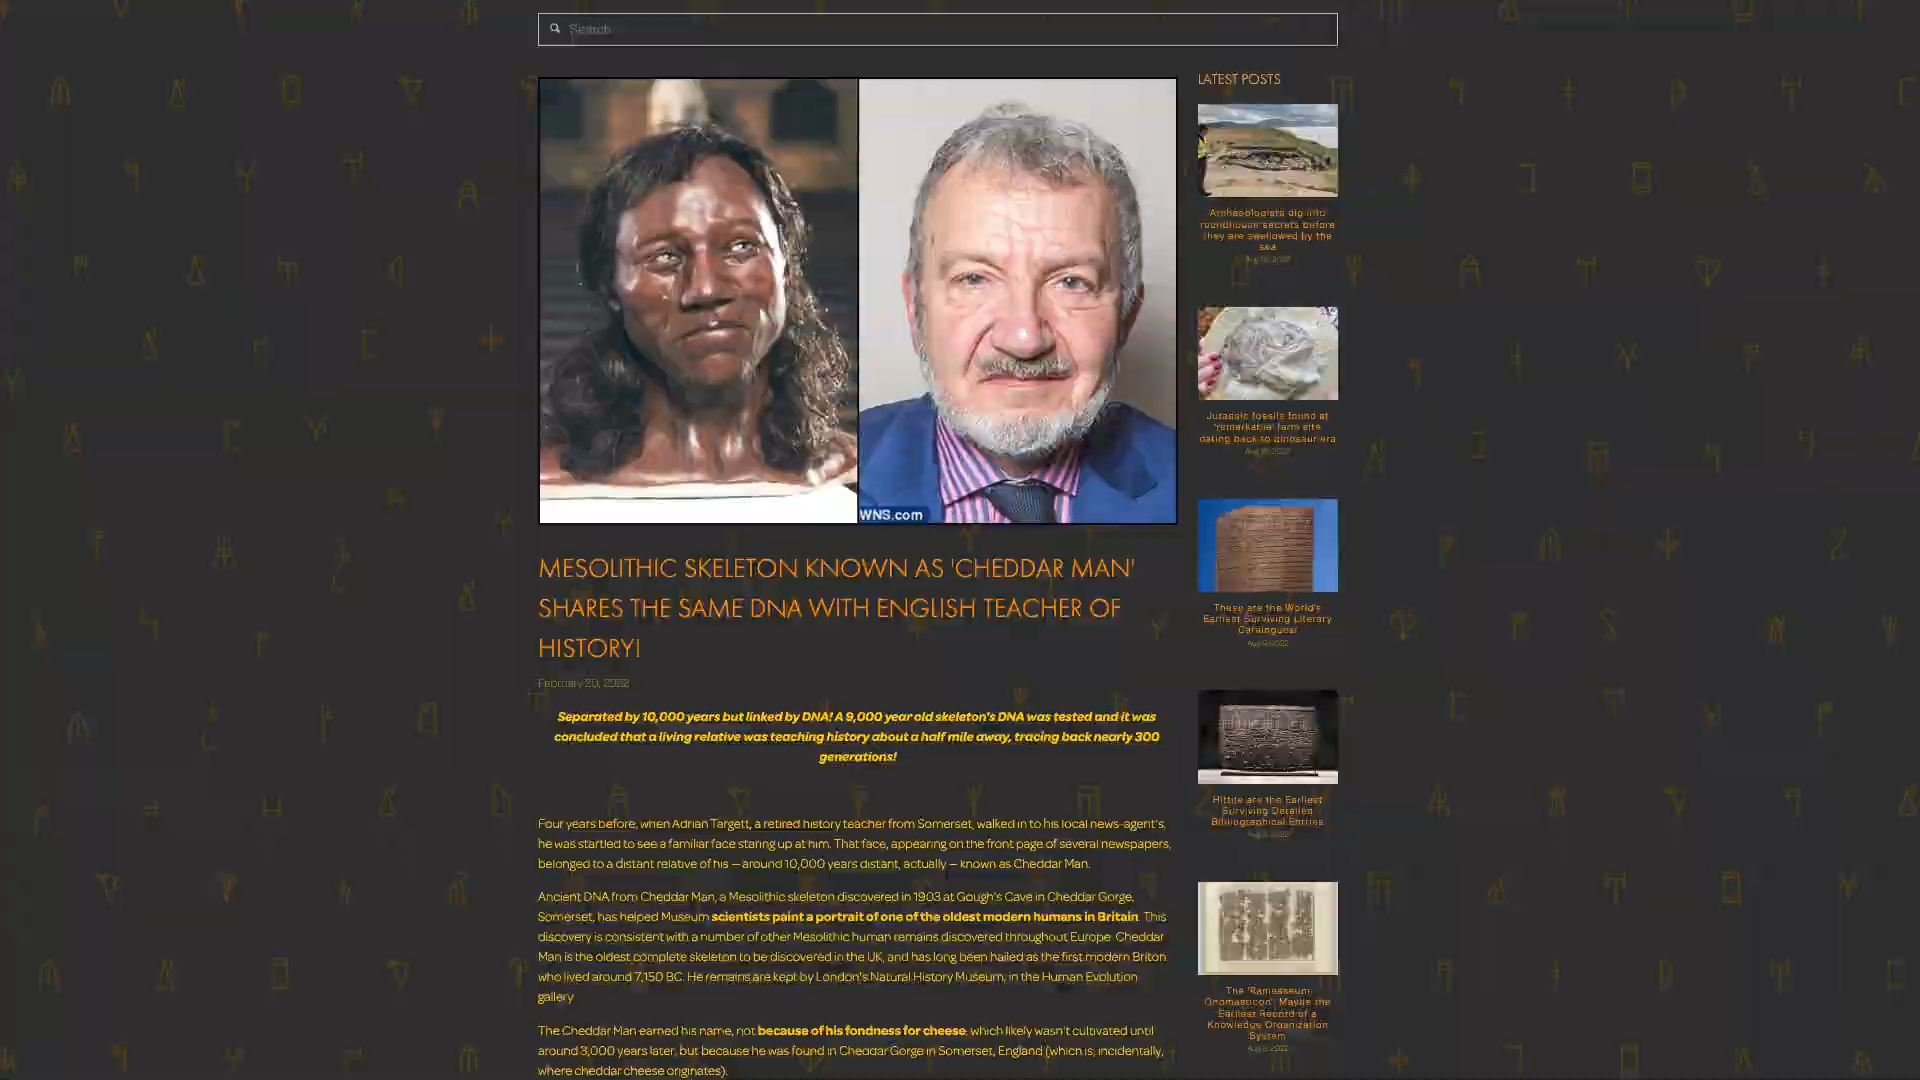 Search
WNS.com
MESOLITHIC SKELETON KNOWN AS 'CHEDDAR MAN'
SHARES THE SAME DNA WITH ENGLISH TEACHER OF
HISTORY!
February 20, 2022
Separated by 10,000 years but linked by DNA! A 9,000 year old skeleton's DNA was tested and it was
concluded that a living relative was teaching history about a half mile away, tracing back nearly 300
generations!
Four years before, when Adrian Targett, a retired history teacher from Somerset, walked in to his local news-agent's,
he was startled to see a familiar face staring up at him. That face, appearing on the front page of several newspapers,
belonged to a distant relative of his – around 10,000 years distant, actually – known as Cheddar Man.
Ancient DNA from Cheddar Man, a Mesolithic skeleton discovered in 1903 at Gough's Cave in Cheddar Gorge,
Somerset, has helped Museum scientists paint a portrait of one of the oldest modern humans in Britain. This
discovery is consistent with a number of other Mesolithic human remains discovered throughout Europe. Cheddar
Man is the oldest complete skeleton to be discovered in the UK, and has long been hailed as the first modern Briton
who lived around 7,150 BC. He remains are kept by London's Natural History Museum, in the Human Evolution
gallery
The Cheddar Man earned his name, not because of his fondness for cheese, which likely wasn't cultivated until
around 3,000 years later, but because he was found in Cheddar Gorge in Somerset, England (which is, incidentally,
where cheddar cheese originates).
LATEST POSTS
Archaeologists dig into
roundhouse secrets before
they are swallowed by the
sea
Jurassic fossils found at
'remarkable' farm site
dating back to dinosaur era
These are the World's
Earliest Surviving Literary
Catalogues!
Hittite are the Earliest
Surviving Detailed
Bibliographical Entries
The 'Ramesseum
Onomasticon': Maybe the
Earliest Record of a
Knowledge Organization
System